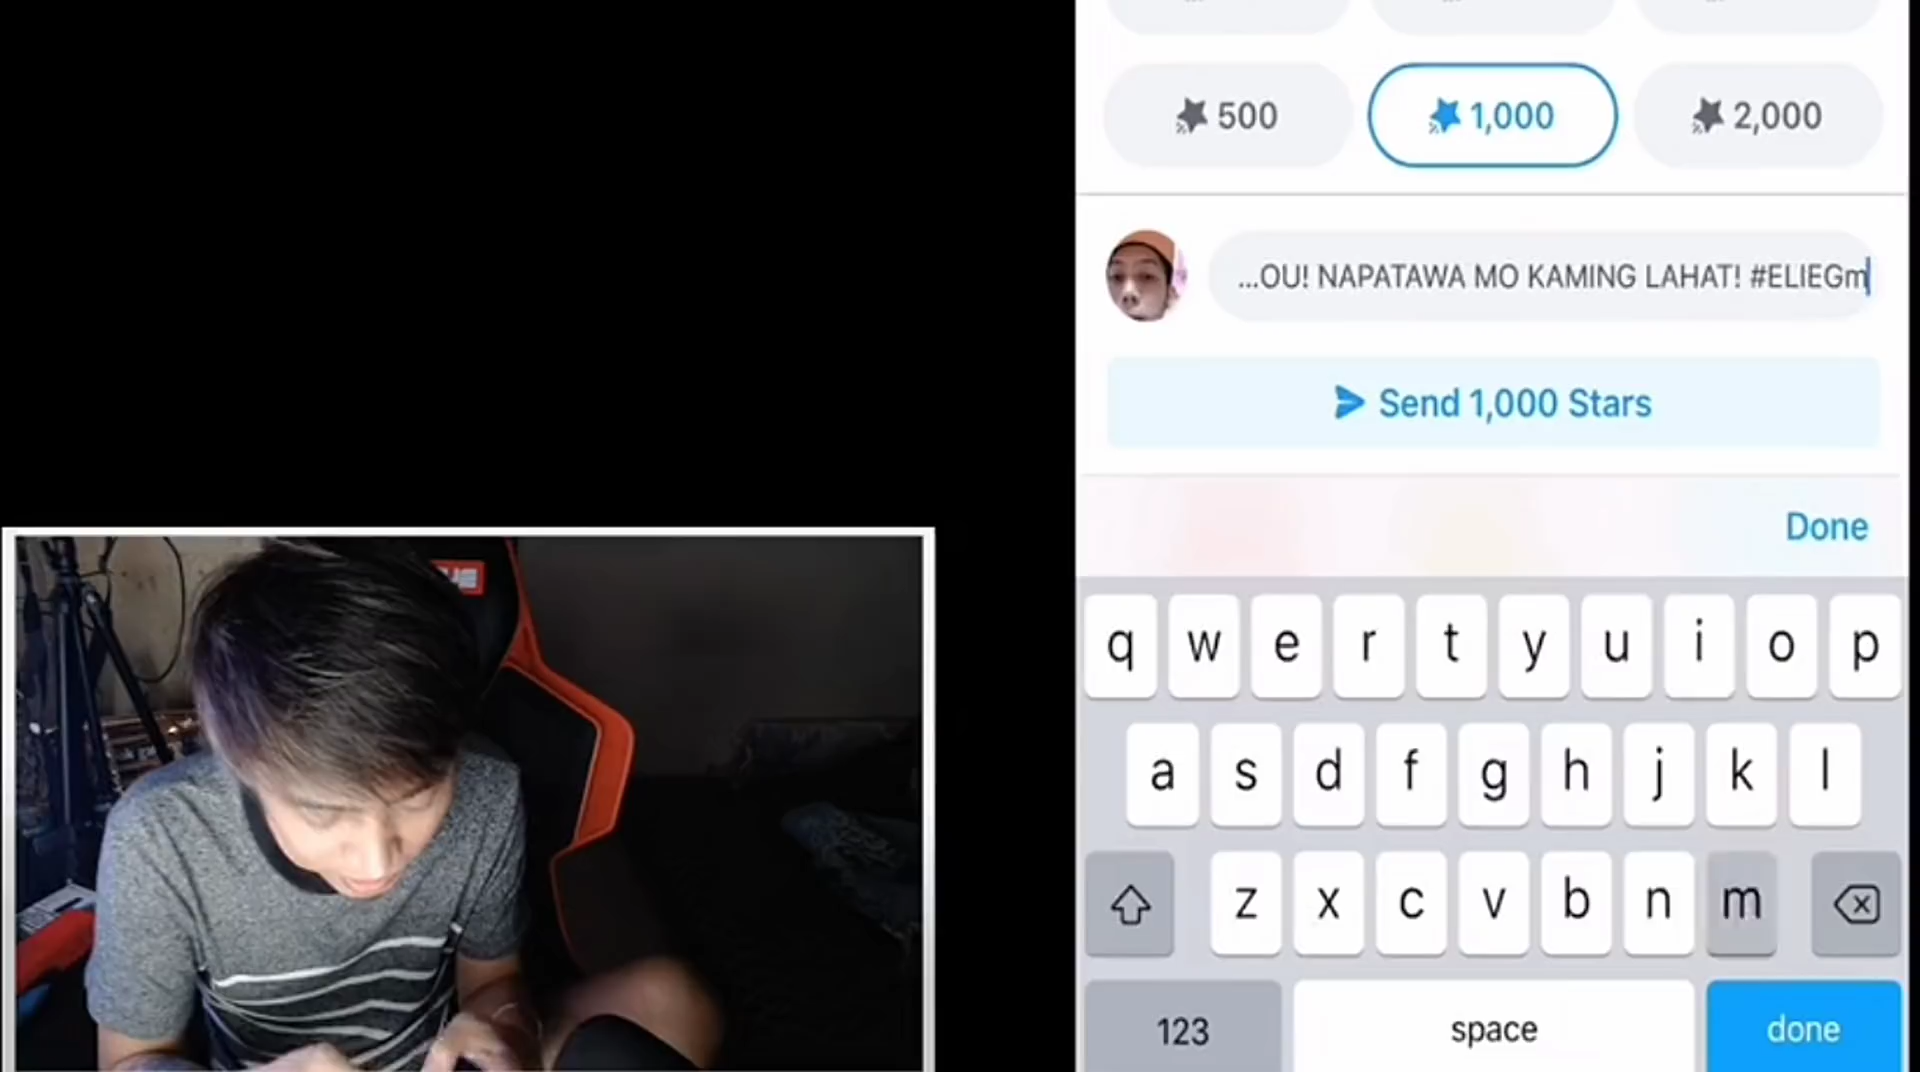 500
1,000
2,000
...OU! NAPATAWA MO KAMING LAHAT! #ELIEGm
Send 1,000 Stars
Done
q w e r t y u i o p
a s d f g h j k l
z x c v b n m
123 space done